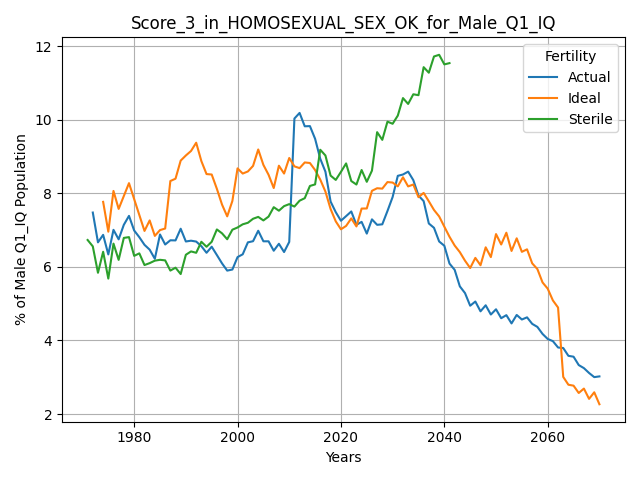 Score_3_in_HOMOSEXUAL_SEX_OK_for_Male_Q1_IQ
Fertility
Actual
Ideal
Sterile
% of Male Q1_IQ Population
12
10
8
6
4
2
1980
2000
2020
2040
2060
Years